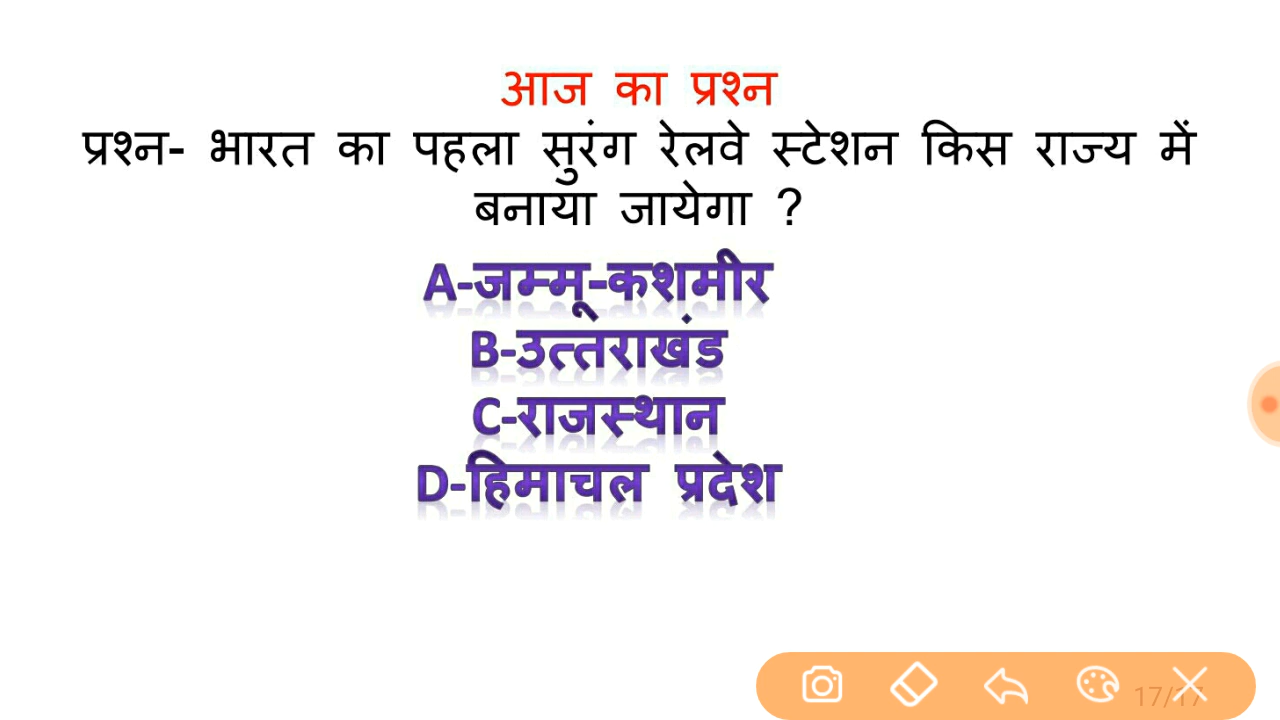 आज का प्रश्न
प्रश्न- भारत का पहला सुरंग रेलवे स्टेशन किस राज्य में
बनाया जायेगा ?
A-जम्मू-कशमीर
B-उत्तराखंड
C-राजस्थान
D-हिमाचल प्रदेश
17/17